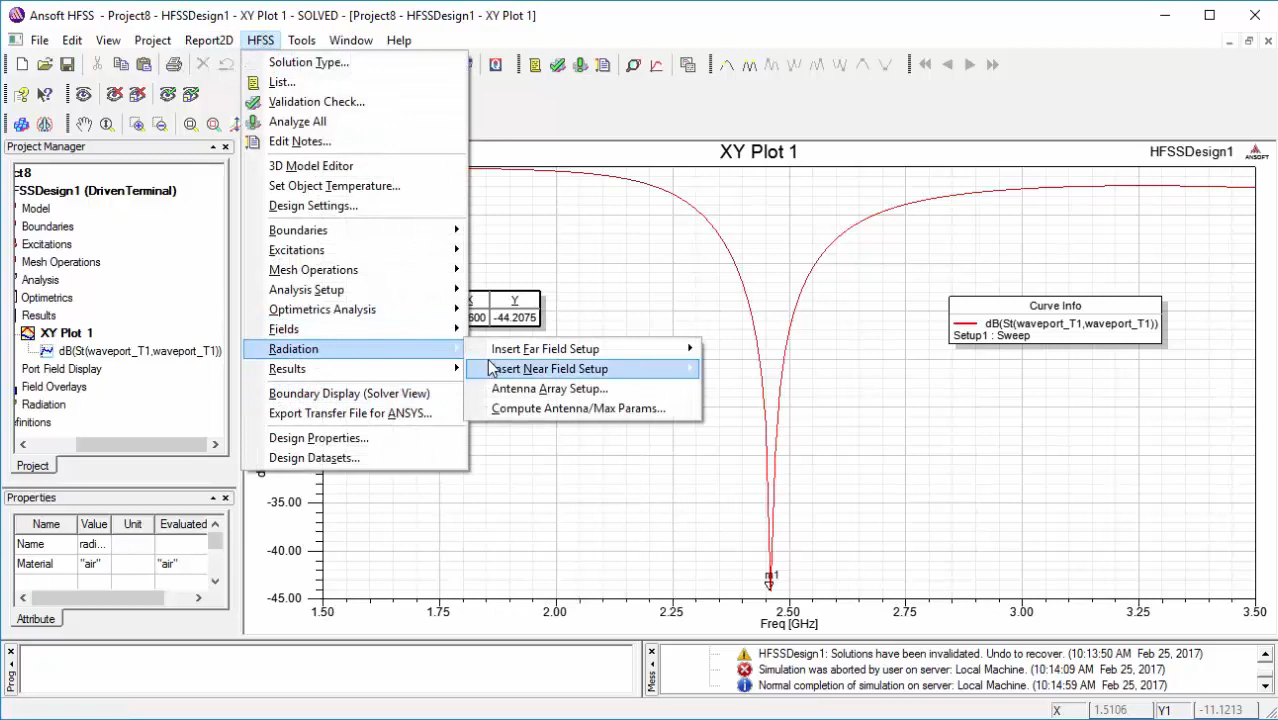 Ansoft HFSS - Project8 - HFSSDesign1 - XY Plot 1 - SOLVED - [Project8 - HFSSDesign1 - XY Plot 1]
File Edit View Project Report2D HFSS Tools Window Help
Solution Type...
List...
Validation Check...
Analyze All
Edit Notes...
3D Model Editor
Set Object Temperature...
Design Settings...
Boundaries
Excitations
Mesh Operations
Analysis Setup
Optimetrics Analysis
Fields
Radiation
Results
Boundary Display (Solver View)
Export Transfer File for ANSYS...
Design Properties...
Design Datasets...
Insert Far Field Setup
Insert Near Field Setup
Antenna Array Setup...
Compute Antenna/Max Params...
Project Manager
ct8
FSSDesign1 (DrivenTerminal)
Model
Boundaries
Excitations
Mesh Operations
Analysis
Optimetrics
Results
XY Plot 1
dB(St(waveport_T1,waveport_T1))
Port Field Display
Field Overlays
Radiation
finitions
Project
Properties
Name Value Unit Evaluated
Name radi...
Material "air" "air"
Attribute
XY Plot 1
HFSSDesign1
ANSOFT
X Y
600 -44.2075
Curve Info
dB(St(waveport_T1,waveport_T1))
Setup1 : Sweep
-35.00
-40.00
-45.00
1.50 1.75 2.00 2.25 2.50 2.75 3.00 3.25 3.50
Freq [GHz]
Prog
Mess
HFSSDesign1: Solutions have been invalidated. Undo to recover. (10:13:50 AM Feb 25, 2017)
Simulation was aborted by user on server: Local Machine. (10:14:09 AM Feb 25, 2017)
Normal completion of simulation on server: Local Machine. (10:14:59 AM Feb 25, 2017)
X 1.5106 Y1 -11.1213